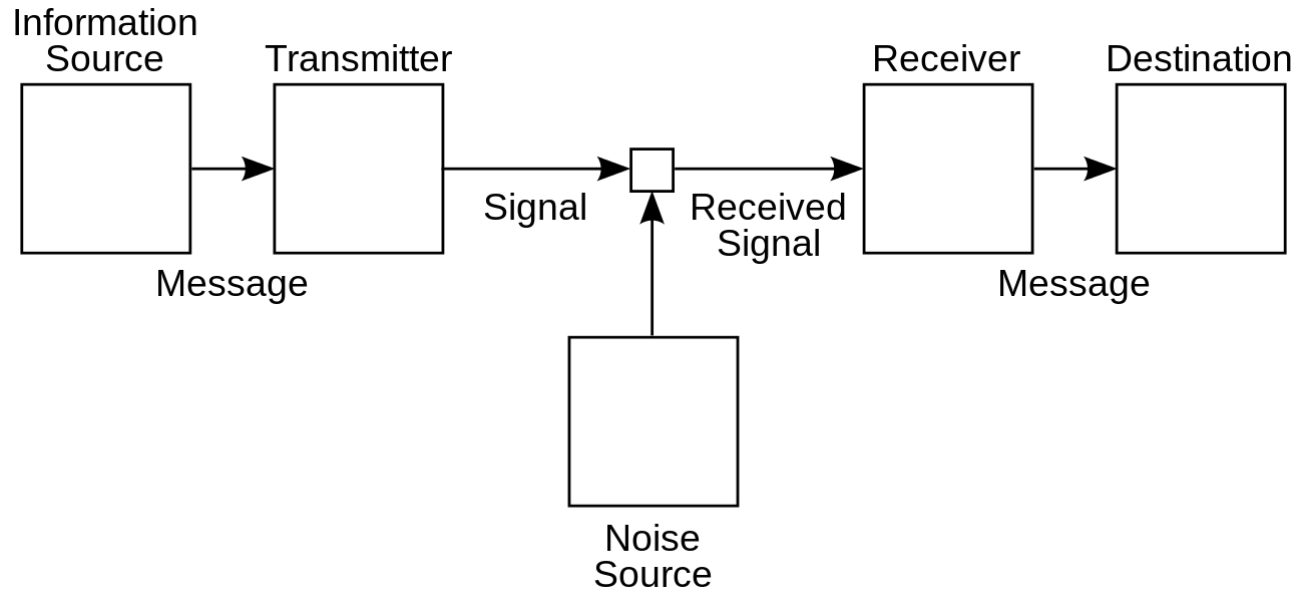 Information
Source
Transmitter
Receiver
Destination
Signal
Received
Signal
Message
Message
Noise
Source